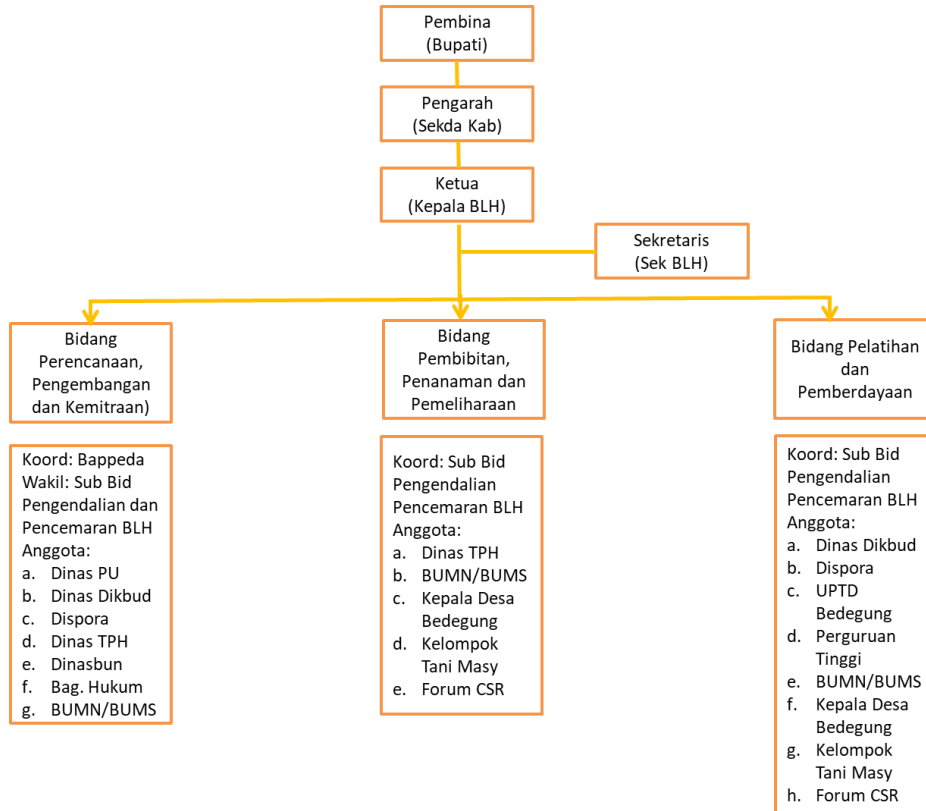 Pembina
(Bupati)
Pengarah
(Sekda Kab)
Ketua
(Kepala BLH)
Sekretaris
(Sek BLH)
Bidang
Perencanaan,
Pengembangan
dan Kemitraan)
Bidang
Pembibitan,
Penanaman dan
Pemeliharaan
Bidang Pelatihan
dan
Pemberdayaan
Koord: Bappeda
Wakil: Sub Bid
Pengendalian dan
Pencemaran BLH
Anggota:
a. Dinas PU
b. Dinas Dikbud
c. Dispora
d. Dinas TPH
e. Dinasbun
f. Bag. Hukum
g. BUMN/BUMS
Koord: Sub Bid
Pengendalian
Pencemaran BLH
Anggota:
a. Dinas TPH
b. BUMN/BUMS
c. Kepala Desa
Bedegung
d. Kelompok
Tani Masy
e. Forum CSR
Koord: Sub Bid
Pengendalian
Pencemaran BLH
Anggota:
a. Dinas Dikbud
b. Dispora
c. UPTD
Bedegung
d. Perguruan
Tinggi
e. BUMN/BUMS
f. Kepala Desa
Bedegung
g. Kelompok
Tani Masy
h. Forum CSR